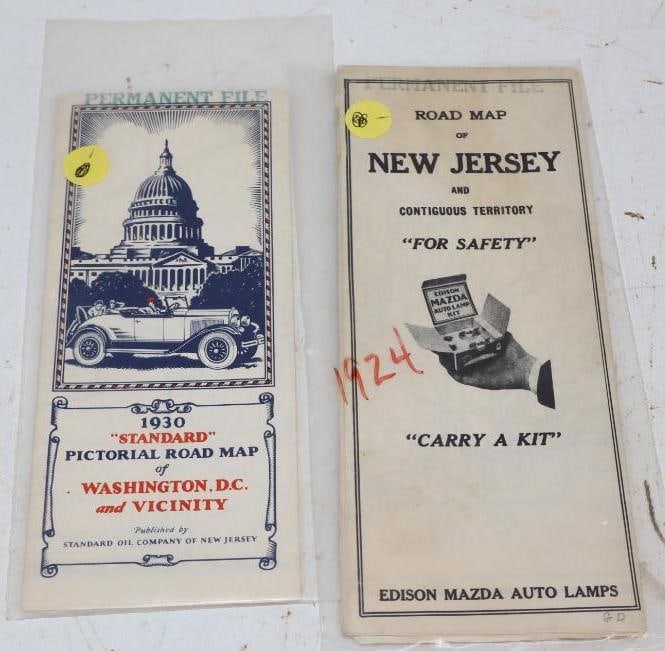 PERMANENT FILE
1930
"STANDARD"
PICTORIAL ROAD MAP
of
WASHINGTON, D.C.
and VICINITY
Published by
STANDARD OIL COMPANY OF NEW JERSEY
PERMANENT FILE
ROAD MAP
OF
NEW JERSEY
AND
CONTIGUOUS TERRITORY
"FOR SAFETY"
EDISON
MAZDA
AUTO LAMP
KIT
1924
"CARRY A KIT"
EDISON MAZDA AUTO LAMPS
GD